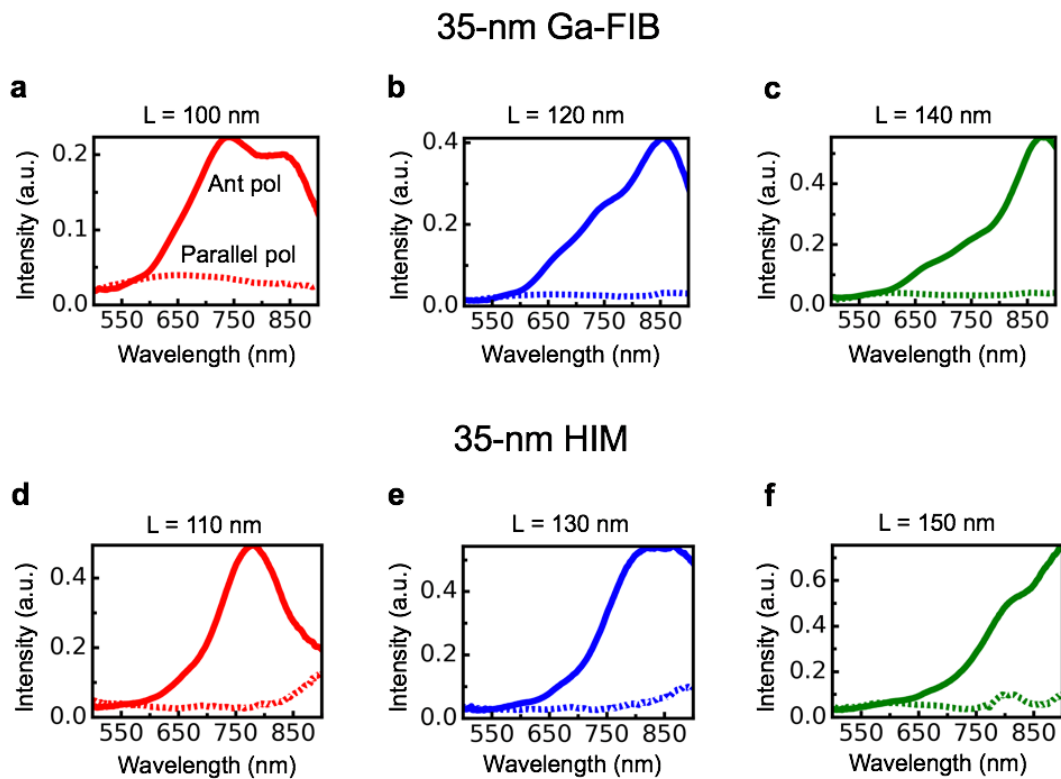 35-nm Ga-FIB
a
b
c
L = 100 nm
L = 120 nm
L = 140 nm
Intensity (a.u.)
0.2
0.1
0.0
Ant pol
Parallel pol
550 650 750 850
Wavelength (nm)
Intensity (a.u.)
0.4
0.2
0.0
550 650 750 850
Wavelength (nm)
Intensity (a.u.)
0.4
0.2
0.0
550 650 750 850
Wavelength (nm)
35-nm HIM
d
e
f
L = 110 nm
L = 130 nm
L = 150 nm
Intensity (a.u.)
0.4
0.2
0.0
550 650 750 850
Wavelength (nm)
Intensity (a.u.)
0.4
0.2
0.0
550 650 750 850
Wavelength (nm)
Intensity (a.u.)
0.6
0.4
0.2
0.0
550 650 750 850
Wavelength (nm)